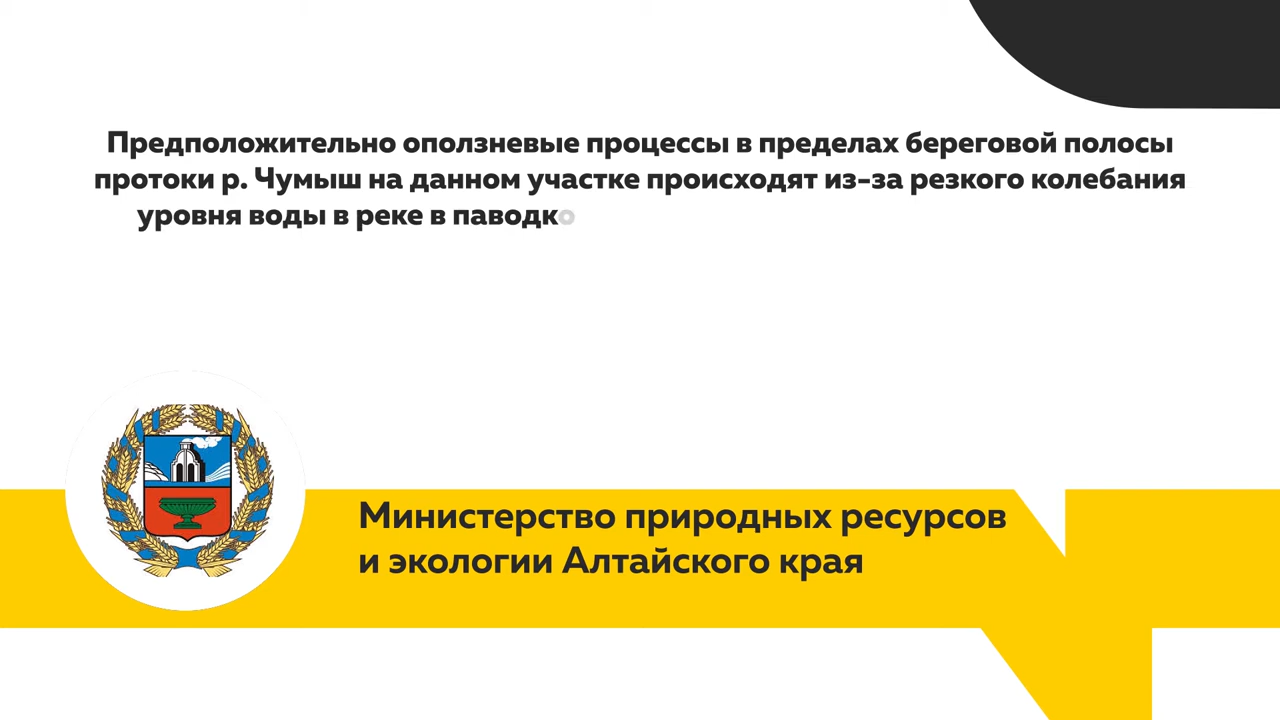 Предположительно оползневые процессы в пределах береговой полосы
протоки р. Чумыш на данном участке происходят из-за резкого колебания
уровня воды в реке в паводко
Министерство природных ресурсов
и экологии Алтайского края